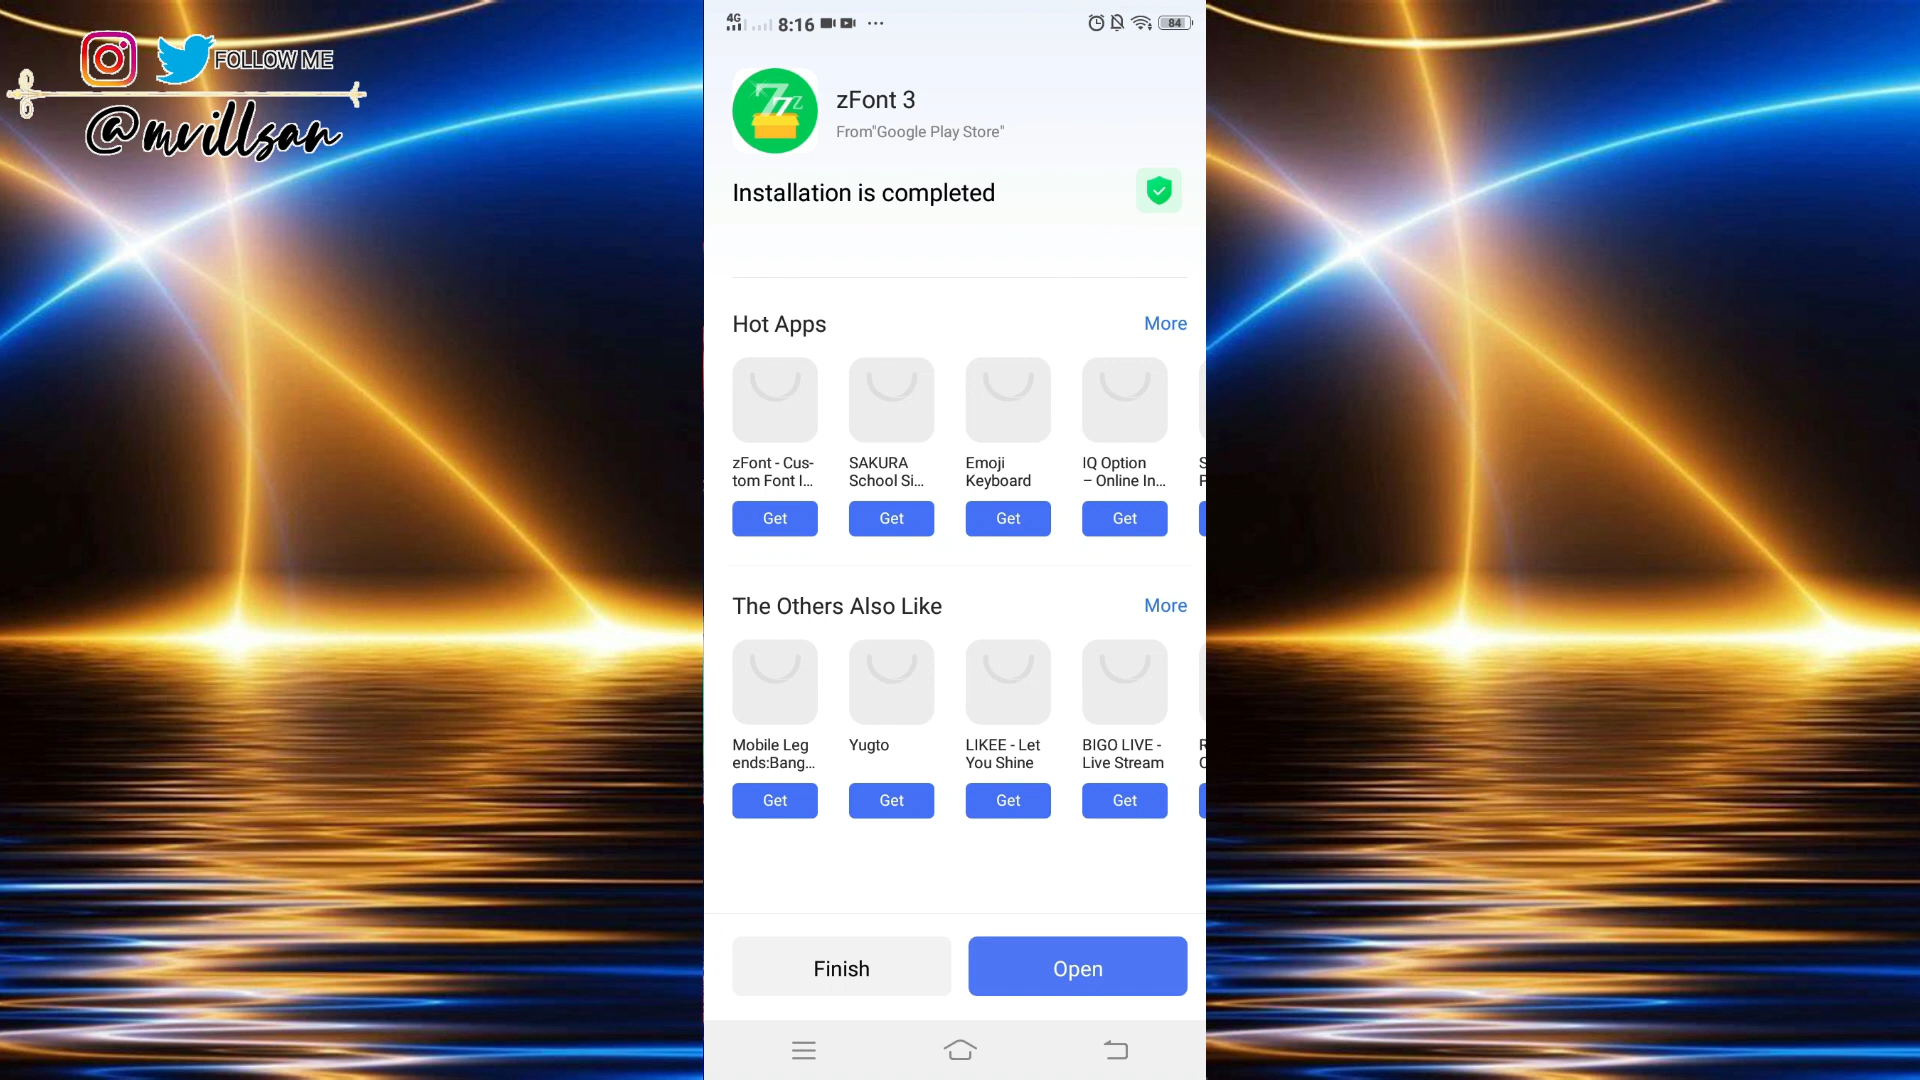 FOLLOW ME
@mvillsan
4G
8:16
84
zFont 3
From"Google Play Store"
Installation is completed
Hot Apps
More
zFont - Cus-
tom Font I...
SAKURA
School Si...
Emoji
Keyboard
IQ Option
– Online In...
S
P
Get
Get
Get
Get
The Others Also Like
More
Mobile Leg
ends:Bang...
Yugto
LIKEE - Let
You Shine
BIGO LIVE -
Live Stream
Get
Get
Get
Get
Finish
Open